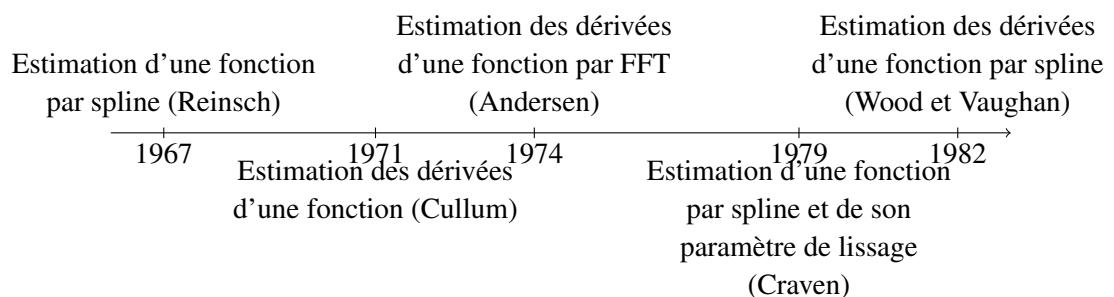 Estimation d'une fonction
par spline (Reinsch)
Estimation des dérivées
d'une fonction par FFT
(Andersen)
Estimation des dérivées
d'une fonction par spline
(Wood et Vaughan)
1967
1971
1974
1979
1982
Estimation des dérivées
d'une fonction (Cullum)
Estimation d'une fonction
par spline et de son
paramètre de lissage
(Craven)